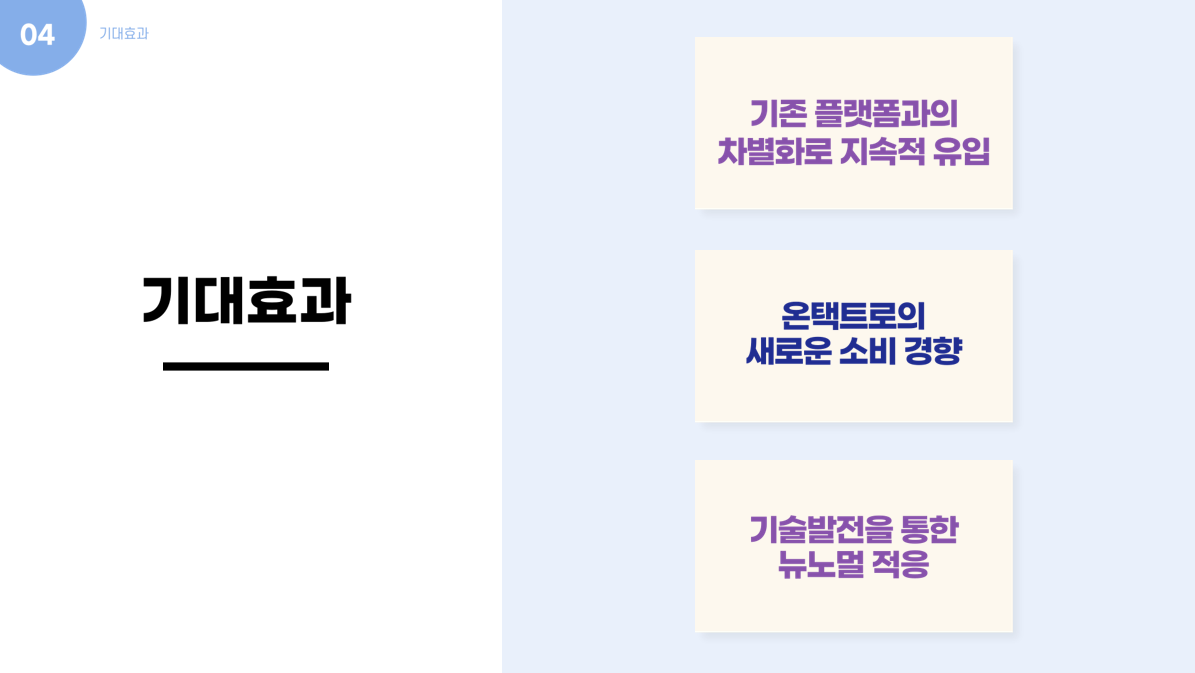 04
기대효과
기대효과
기존 플랫폼과의
차별화로 지속적 유입
온택트로의
새로운 소비 경향
기술발전을 통한
뉴노멀 적응